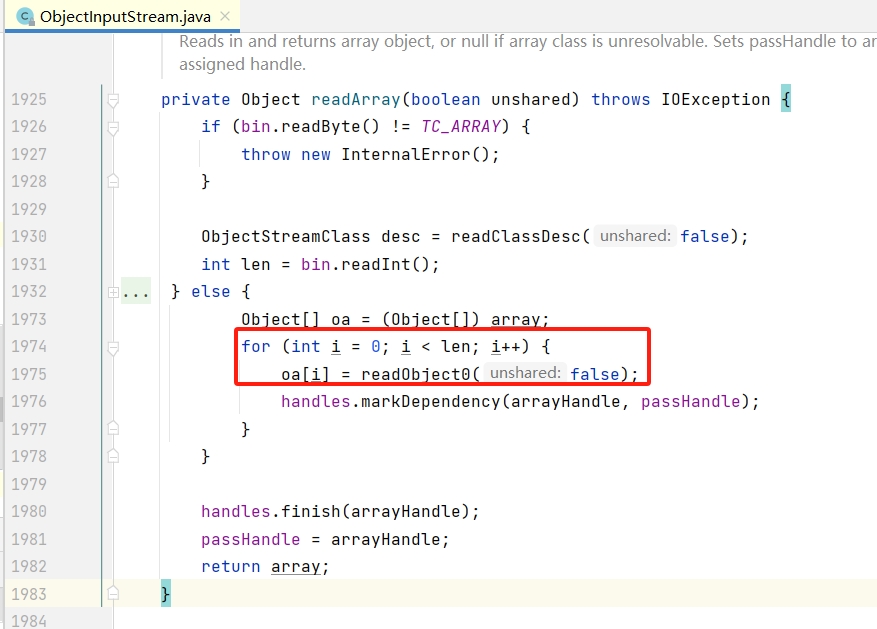 ObjectInputStream.java
Reads in and returns array object, or null if array class is unresolvable. Sets passHandle to
assigned handle.
1925 private Object readArray(boolean unshared) throws IOException {
1926 if (bin.readByte() != TC_ARRAY) {
1927 throw new InternalError();
1928 }
1929
1930 ObjectStreamClass desc = readClassDesc( unshared: false);
1931 int len = bin.readInt();
1932 ... } else {
1973 Object[] oa = (Object[]) array;
1974 for (int i = 0; i < len; i++) {
1975 oa[i] = readObject0( unshared: false);
1976 handles.markDependency(arrayHandle, passHandle);
1977 }
1978 }
1979
1980 handles.finish(arrayHandle);
1981 passHandle = arrayHandle;
1982 return array;
1983 }
1984